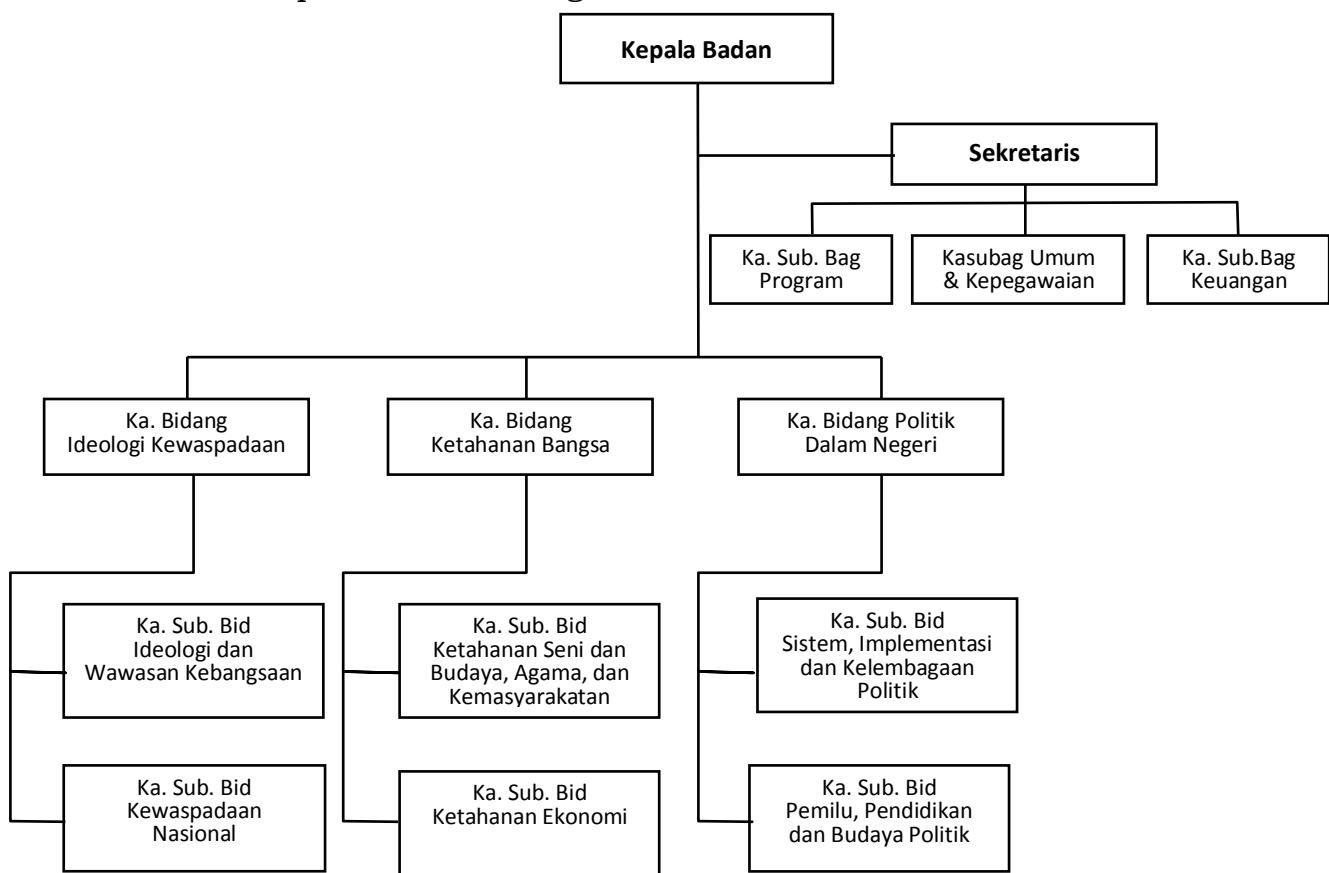 Kepala Badan
Sekretaris
Ka. Sub. Bag
Program
Kasubag Umum
& Kepegawaian
Ka. Sub.Bag
Keuangan
Ka. Bidang
Ideologi Kewaspadaan
Ka. Bidang
Ketahanan Bangsa
Ka. Bidang Politik
Dalam Negeri
Ka. Sub. Bid
Ideologi dan
Wawasan Kebangsaan
Ka. Sub. Bid
Ketahanan Seni dan
Budaya, Agama, dan
Kemasyarakatan
Ka. Sub. Bid
Sistem, Implementasi
dan Kelembagaan
Politik
Ka. Sub. Bid
Kewaspadaan
Nasional
Ka. Sub. Bid
Ketahanan Ekonomi
Ka. Sub. Bid
Pemilu, Pendidikan
dan Budaya Politik